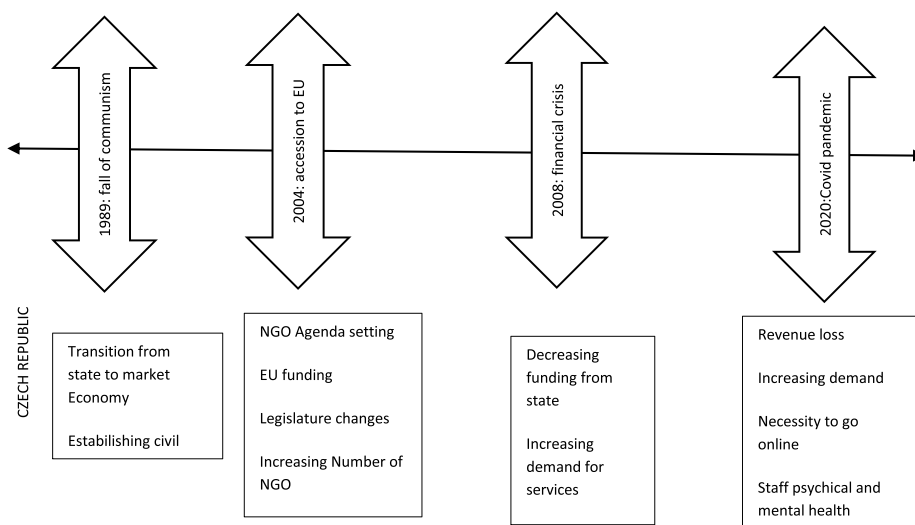 1989: fall of communism
2004: accession to EU
2008: financial crisis
2020:Covid pandemic
CZECH REPUBLIC
Transition from
state to market
Economy
Estabilishing civil
NGO Agenda setting
EU funding
Legislature changes
Increasing Number of
NGO
Decreasing
funding from
state
Increasing
demand for
services
Revenue loss
Increasing demand
Necessity to go
online
Staff psychical and
mental health